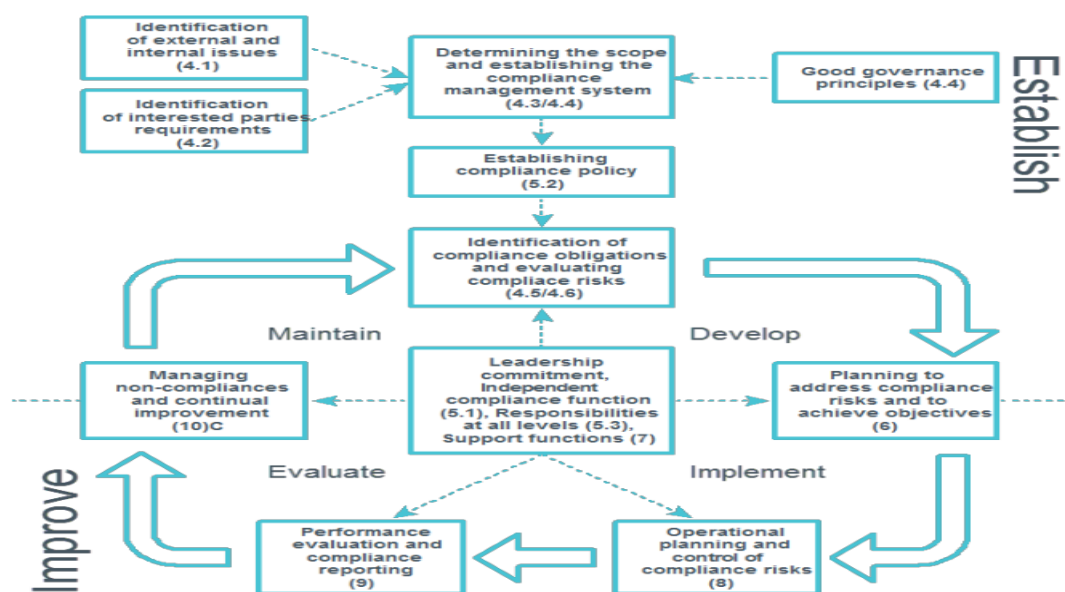 Identification
of external and
internal issues
(4.1)
Identification
of interested parties
requirements
(4.2)
Determining the scope
and establishing the
compliance
management system
(4.3/4.4)
Good governance
principles (4.4)
Establish
Establishing
compliance policy
(5.2)
Identification of
compliance obligations
and evaluating
compliace risks
(4.5/4.6)
Maintain
Develop
Managing
non-compliances
and continual
improvement
(10)C
Leadership
commitment,
Independent
compliance function
(5.1), Responsibilities
at all levels (5.3),
Support functions (7)
Planning to
address compliance
risks and to
achieve objectives
(6)
Evaluate
Implement
Improve
Performance
evaluation and
compliance
reporting
(9)
Operational
planning and
control of
compliance risks
(8)